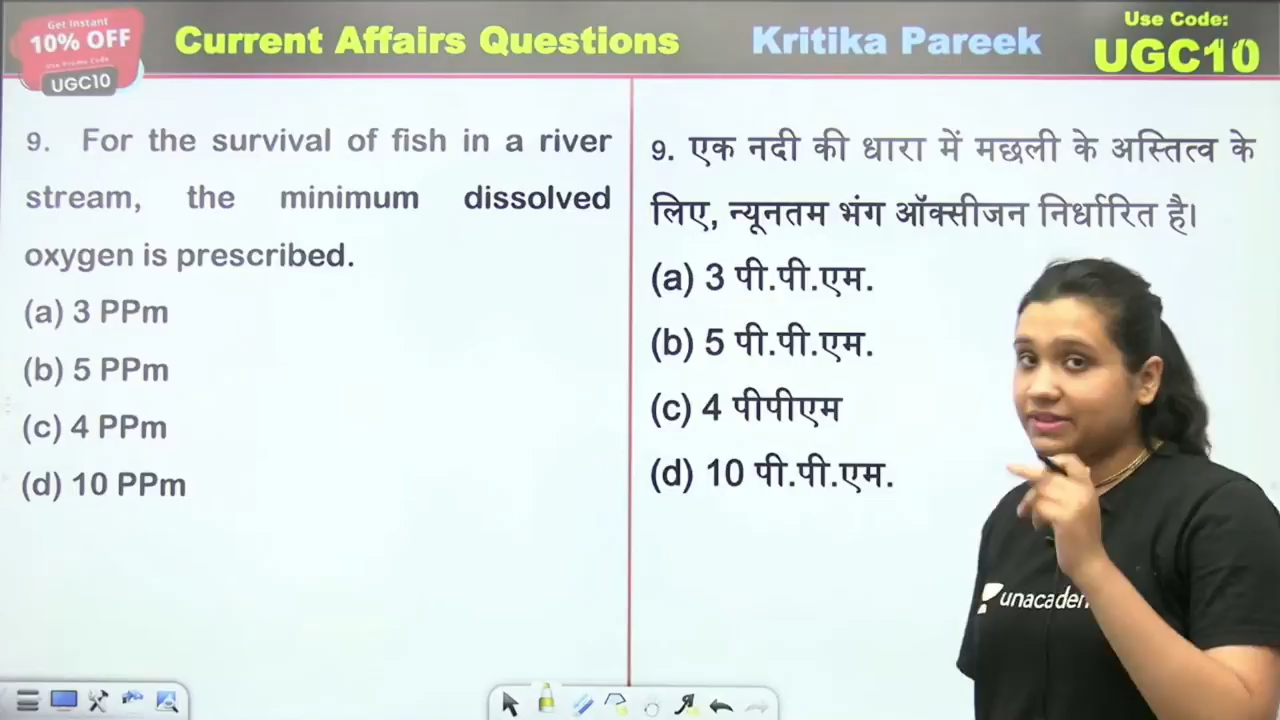 Get Instant
10% OFF
Use Promo Code
UGC10
Current Affairs Questions
Kritika Pareek
Use Code:
UGC10
9. For the survival of fish in a river
stream, the minimum dissolved
oxygen is prescribed.
(a) 3 PPm
(b) 5 PPm
(c) 4 PPm
(d) 10 PPm
9. एक नदी की धारा में मछली के अस्तित्व के
लिए, न्यूनतम भंग ऑक्सीजन निर्धारित है।
(a) 3 पी.पी.एम.
(b) 5 पी.पी.एम.
(c) 4 पीपीएम
(d) 10 पी.पी.एम.
unacadem